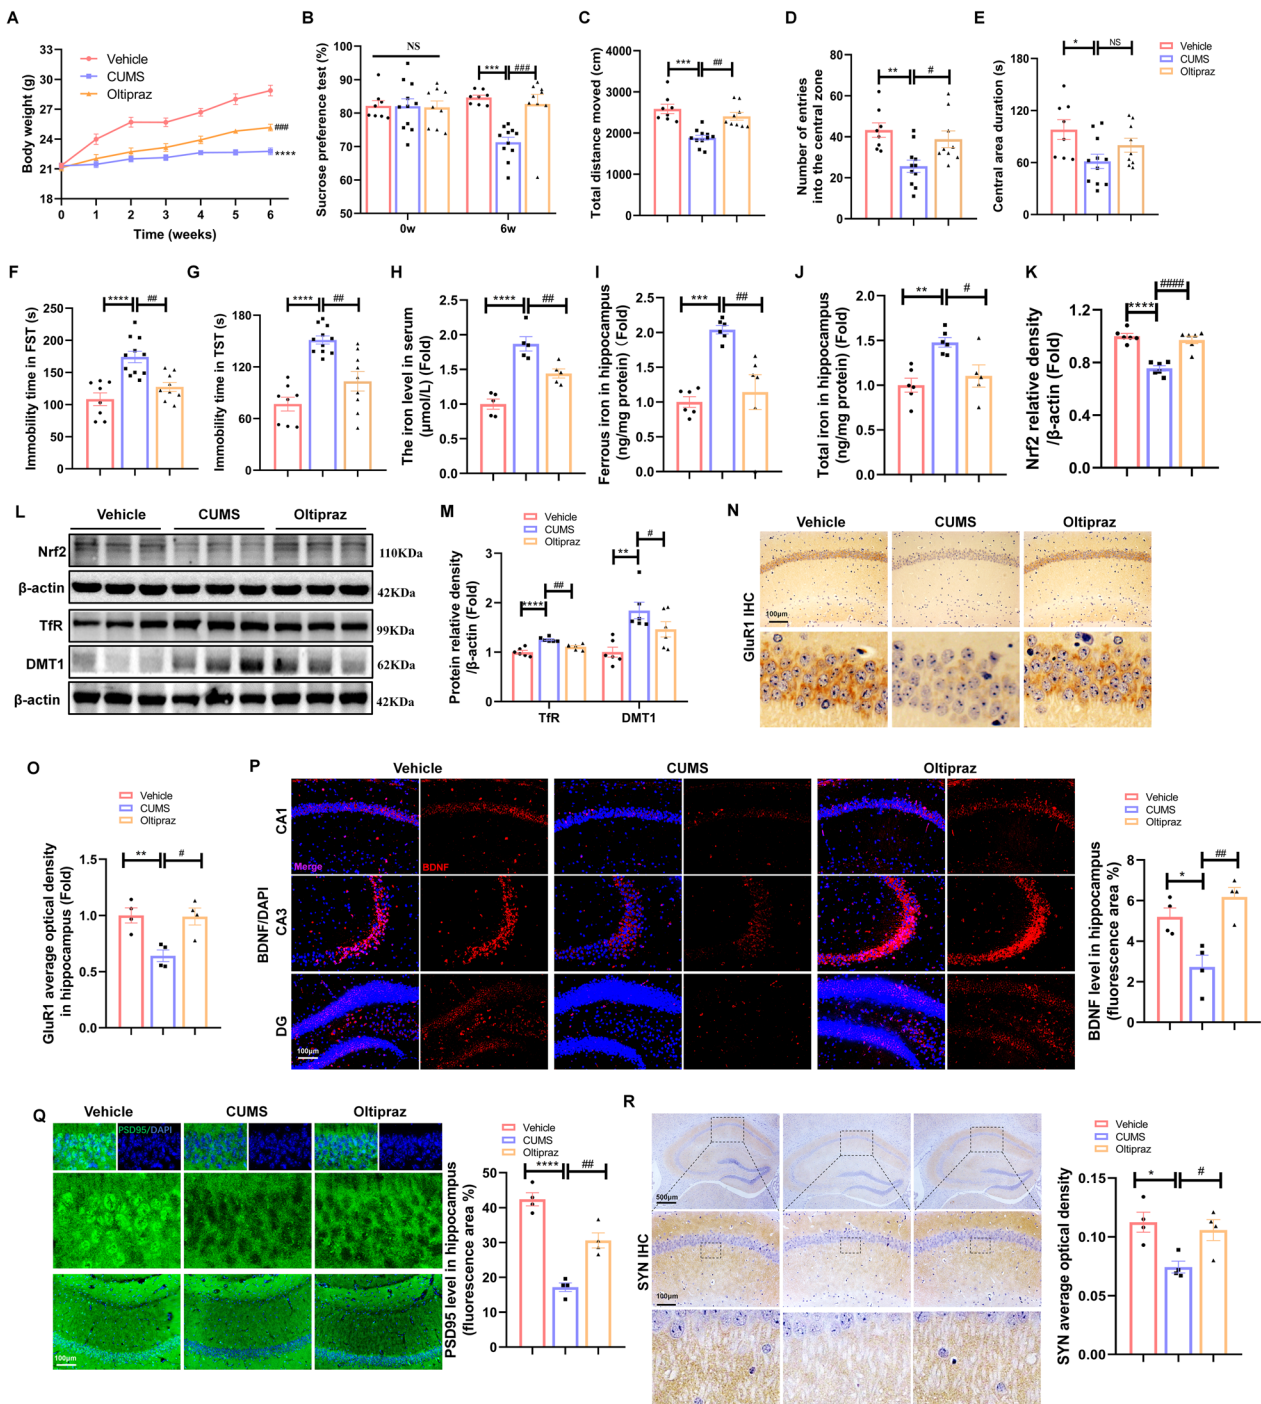 A
Body weight (g)
33
30
27
24
21
18
Vehicle
CUMS
Oltipraz
###
****
0 1 2 3 4 5 6
Time (weeks)
B
Sucrose preference test (%)
100
90
80
70
60
50
NS
*** ###
0w 6w
C
Total distance moved (cm)
4000
3000
2000
1000
0
*** ##
D
Number of entries
into the central zone
80
60
40
20
0
** #
E
Central area duration (s)
180
120
60
0
* NS
Vehicle
CUMS
Oltipraz
F
Immobility time in FST (s)
250
200
150
100
50
0
**** ##
G
Immobility time in TST (s)
180
120
60
0
**** ##
H
The iron level in serum
(μmol/L) (Fold)
2.5
2.0
1.5
1.0
0.5
0.0
**** ##
I
Ferrous iron in hippocampus
(ng/mg protein) (Fold)
2.5
2.0
1.5
1.0
0.5
0.0
*** ##
J
Total iron in hippocampus
(ng/mg protein) (Fold)
2.0
1.5
1.0
0.5
0.0
** #
K
Nrf2 relative density
/β-actin (Fold)
1.2
0.8
0.4
0.0
**** ####
L
Vehicle CUMS Oltipraz
Nrf2 110KDa
β-actin 42KDa
TfR 99KDa
DMT1 62KDa
β-actin 42KDa
M
Vehicle
CUMS
Oltipraz
Protein relative density
/β-actin (Fold)
3
2
1
0
**** ##
** #
TfR DMT1
N
Vehicle CUMS Oltipraz
GluR1 IHC
100μm
O
Vehicle
CUMS
Oltipraz
GluR1 average optical density
in hippocampus (Fold)
1.5
1.0
0.5
0.0
** #
P
Vehicle CUMS Oltipraz
BDNF/DAPI
CA1
CA3
DG
Merge BDNF
100μm
Vehicle
CUMS
Oltipraz
BDNF level in hippocampus
(fluorescence area %)
8
6
4
2
0
* ##
Q
Vehicle CUMS Oltipraz
PSD95/DAPI
100μm
Vehicle
CUMS
Oltipraz
PSD95 level in hippocampus
(fluorescence area %)
50
40
30
20
10
0
**** ##
R
SYN IHC
500μm
100μm
Vehicle
CUMS
Oltipraz
SYN average optical density
0.15
0.10
0.05
0.00
* #